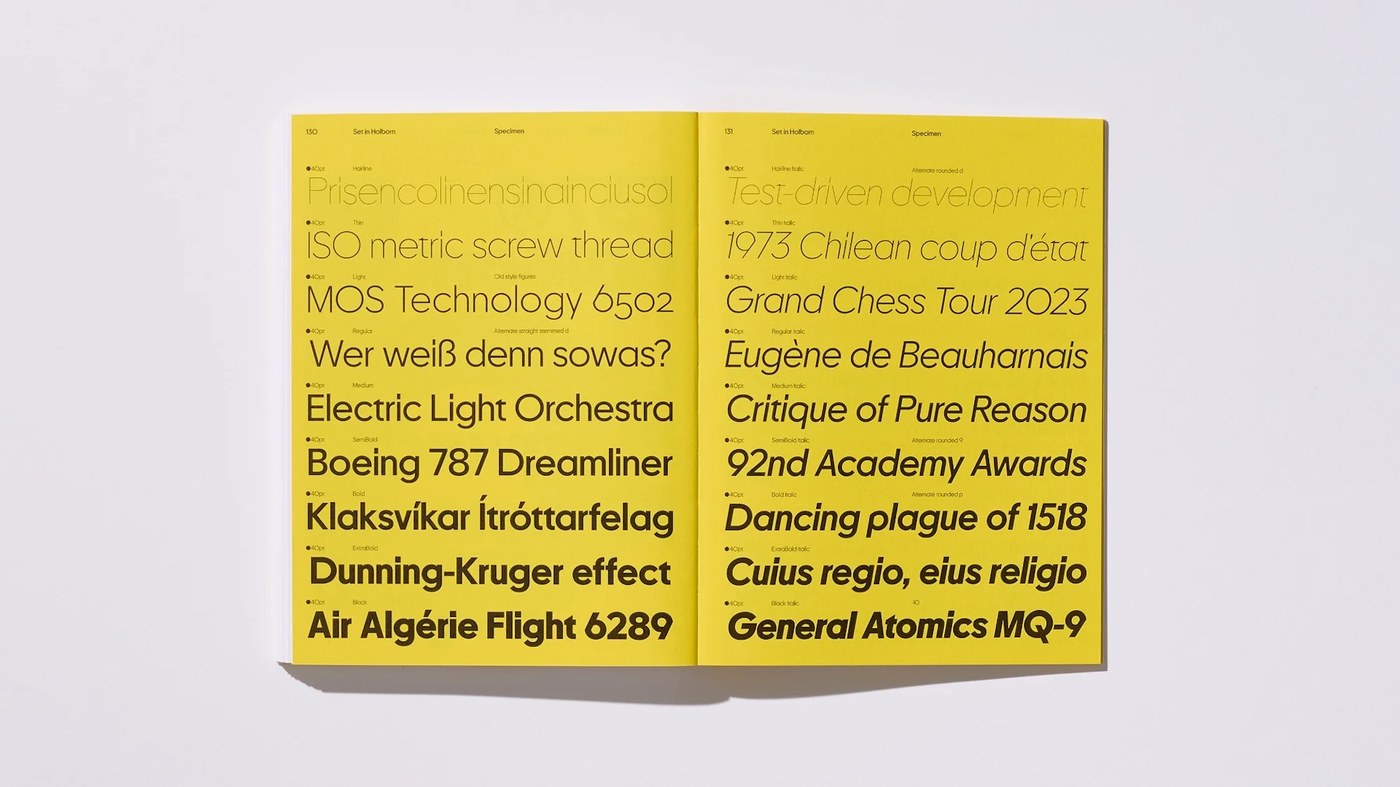 130 Set in Holborn Specimen
●40pt Hairline
Prisencolinensinainciusol
●40pt Thin
ISO metric screw thread
●40pt Light Old style figures
MOS Technology 6502
●40pt Regular Alternate straight stemmed d
Wer weiß denn sowas?
●40pt Medium
Electric Light Orchestra
●40pt SemiBold
Boeing 787 Dreamliner
●40pt Bold
Klaksvíkar Ítróttarfelag
●40pt ExtraBold
Dunning-Kruger effect
●40pt Black
Air Algérie Flight 6289
131 Set in Holborn Specimen
●40pt Hairline Italic Alternate rounded d
Test-driven development
●40pt Thin Italic
1973 Chilean coup d'état
●40pt Light Italic
Grand Chess Tour 2023
●40pt Regular Italic
Eugène de Beauharnais
●40pt Medium Italic
Critique of Pure Reason
●40pt SemiBold Italic Alternate rounded 9
92nd Academy Awards
●40pt Bold Italic Alternate rounded p
Dancing plague of 1518
●40pt ExtraBold Italic
Cuius regio, eius religio
●40pt Black Italic
General Atomics MQ-9